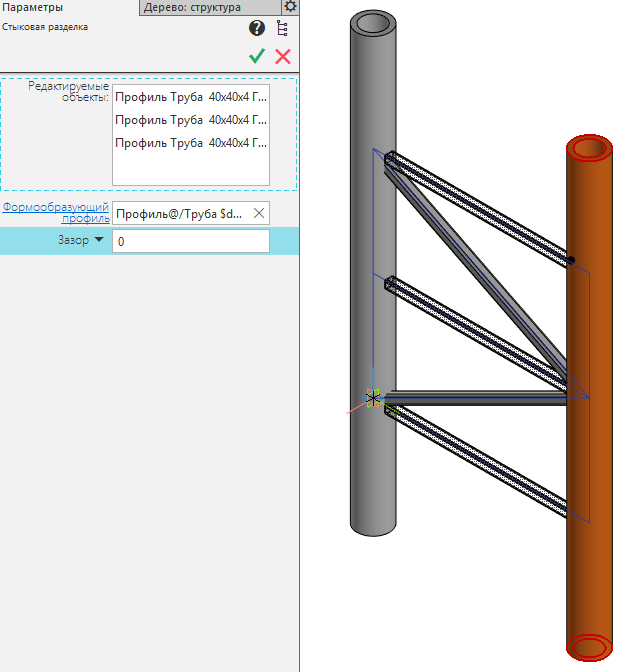 Параметры
Дерево: структура
Стыковая разделка
Редактируемые
объекты:
Профиль Труба 40x40x4 Г...
Профиль Труба 40x40x4 Г...
Профиль Труба 40x40x4 Г...
Формообразующий
профиль
Профиль@/Труба $d...
Зазор
0